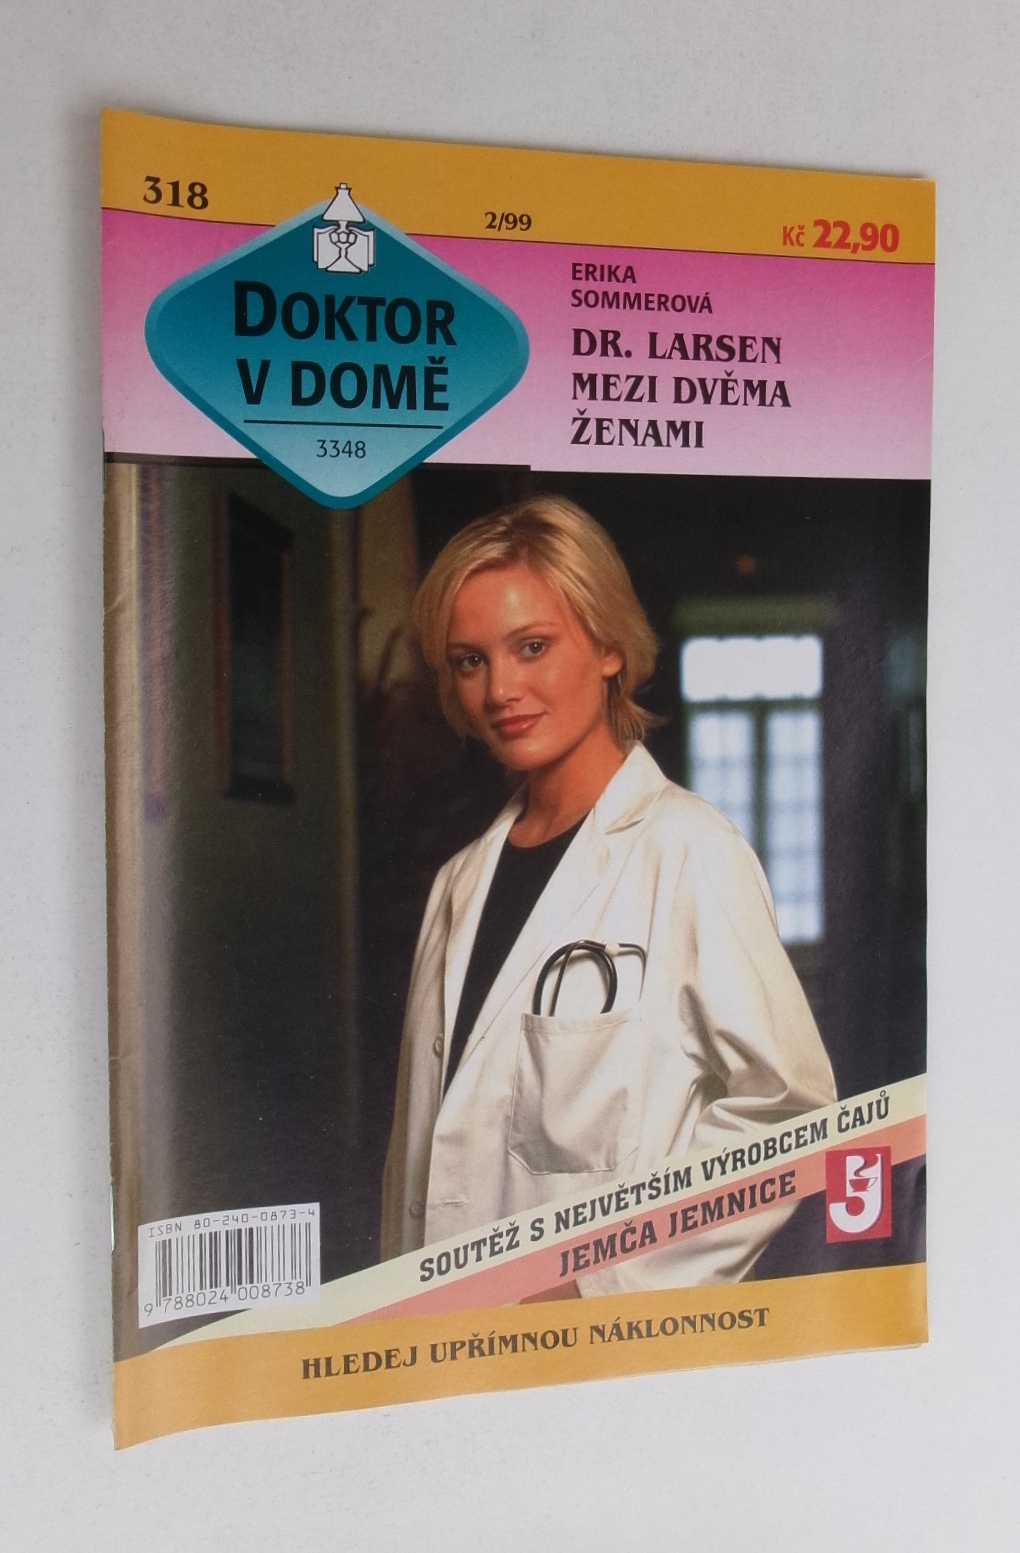 318
2/99
Kč 22,90
DOKTOR
V DOMĚ
3348
ERIKA
SOMMEROVÁ
DR. LARSEN
MEZI DVĚMA
ŽENAMI
SOUTĚŽ S NEJVĚTŠÍM VÝROBCEM ČAJŮ
JEMČA JEMNICE
J
ISBN 80-240-0873-4
9 788024 008738
HLEDEJ UPŘÍMNOU NÁKLONNOST